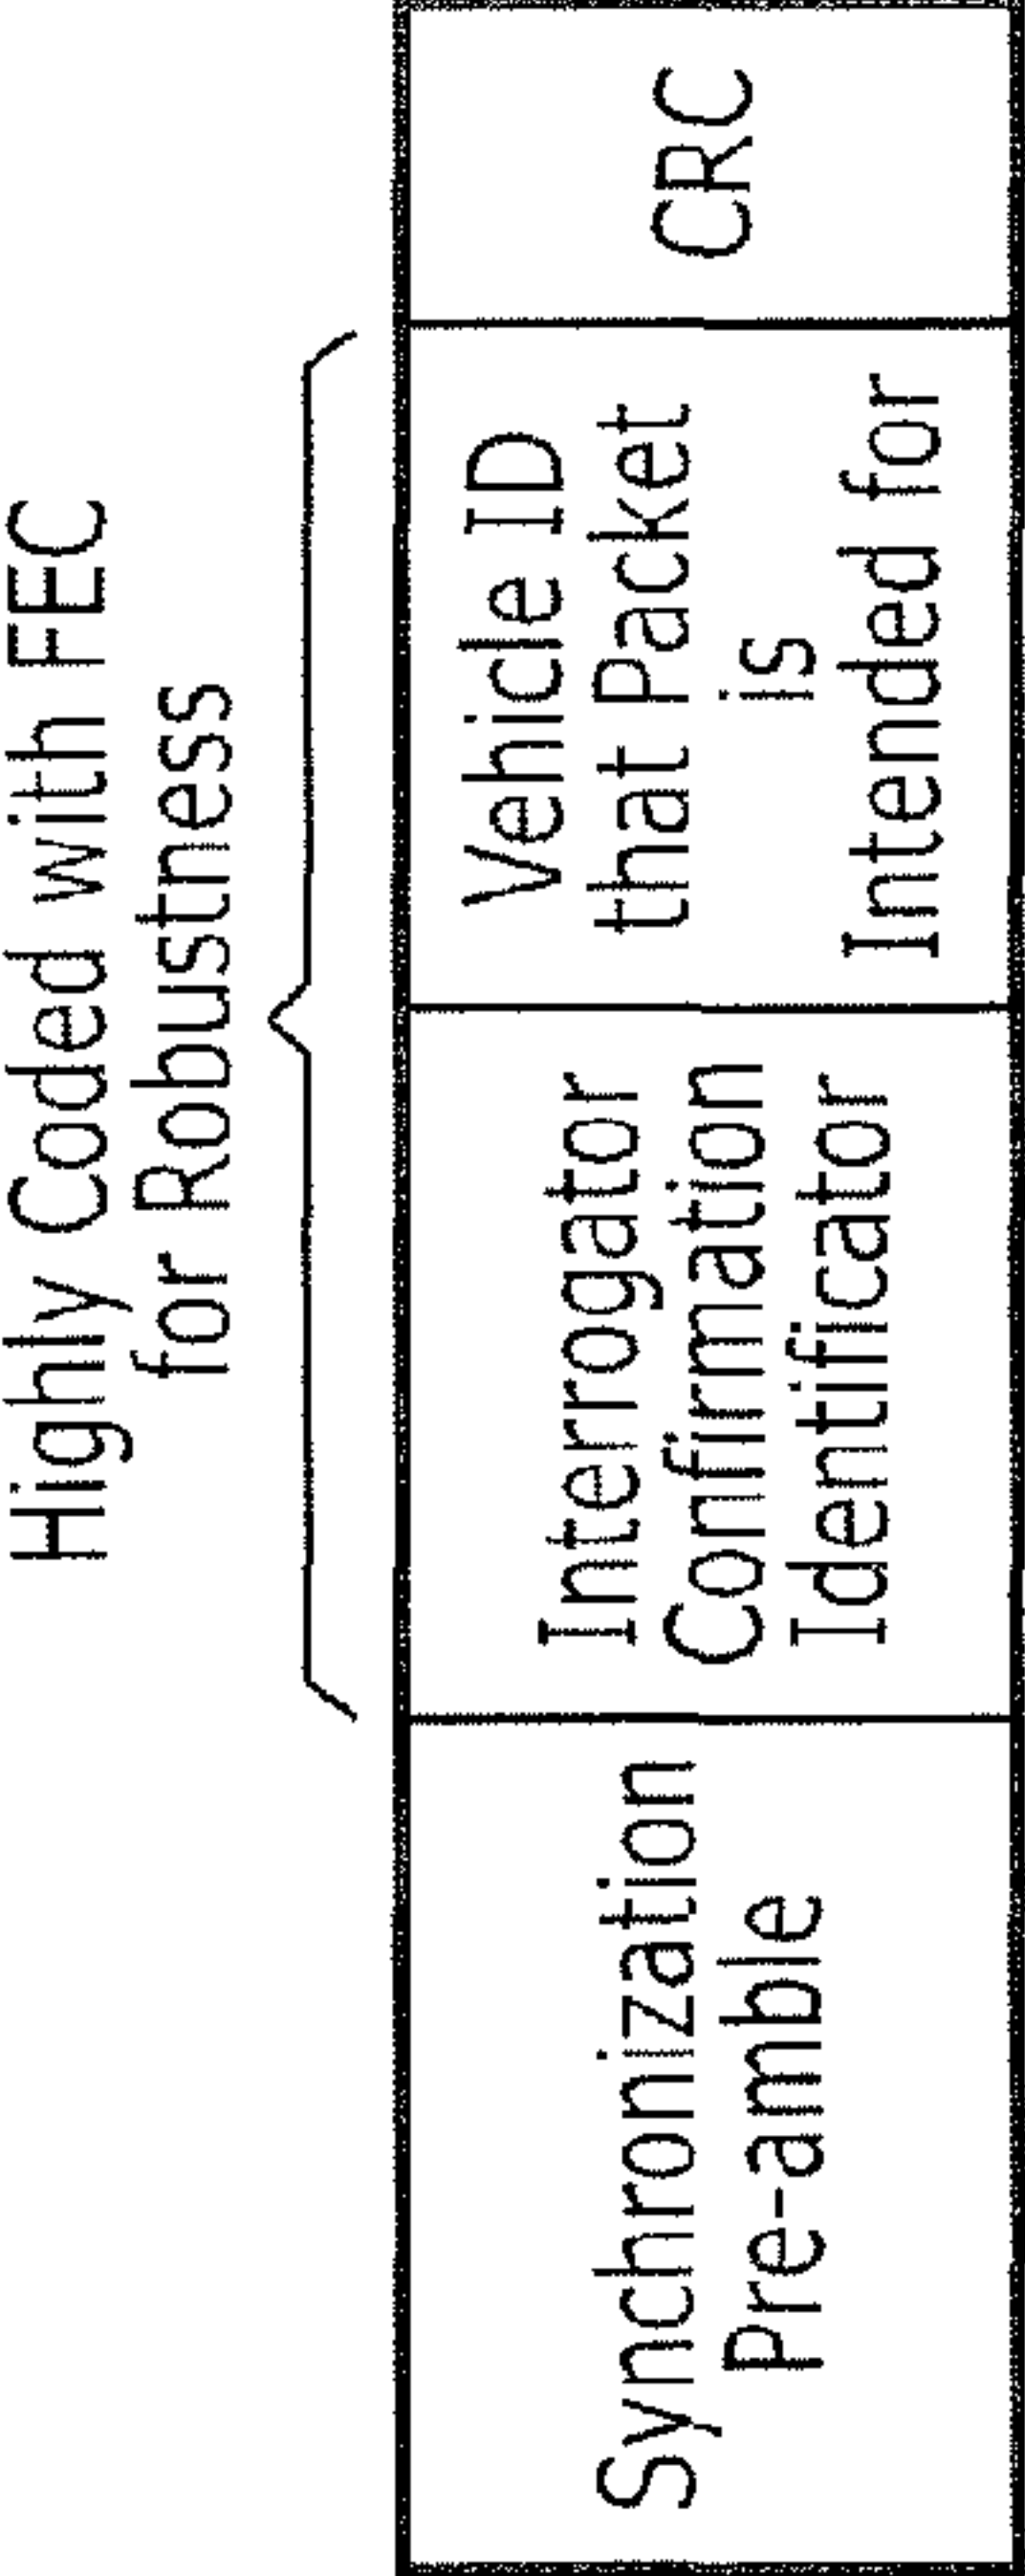 Highly Coded with FEC
for Robustness
Synchronization
Pre-amble
Interrogator
Confirmation
Identificator
Vehicle ID
that Packet
is
Intended for
CRC